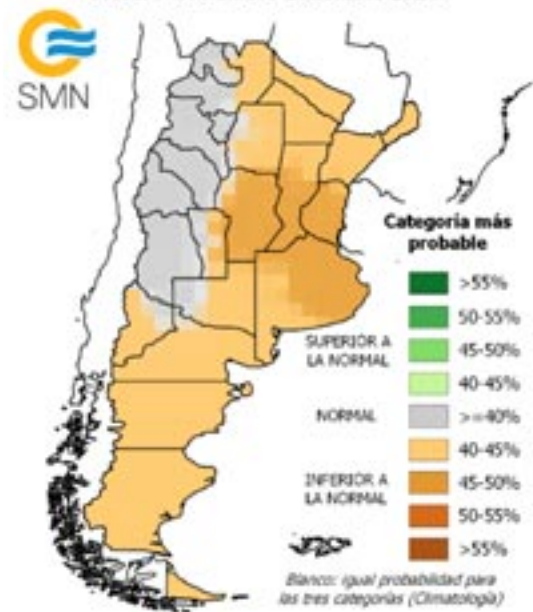 SMN
Categoría más
probable
>55%
50-55%
SUPERIOR A
LA NORMAL
45-50%
40-45%
NORMAL
>=40%
40-45%
INFERIOR A
LA NORMAL
45-50%
50-55%
>55%
Blanco: igual probabilidad para
las tres categorías (Climatología)